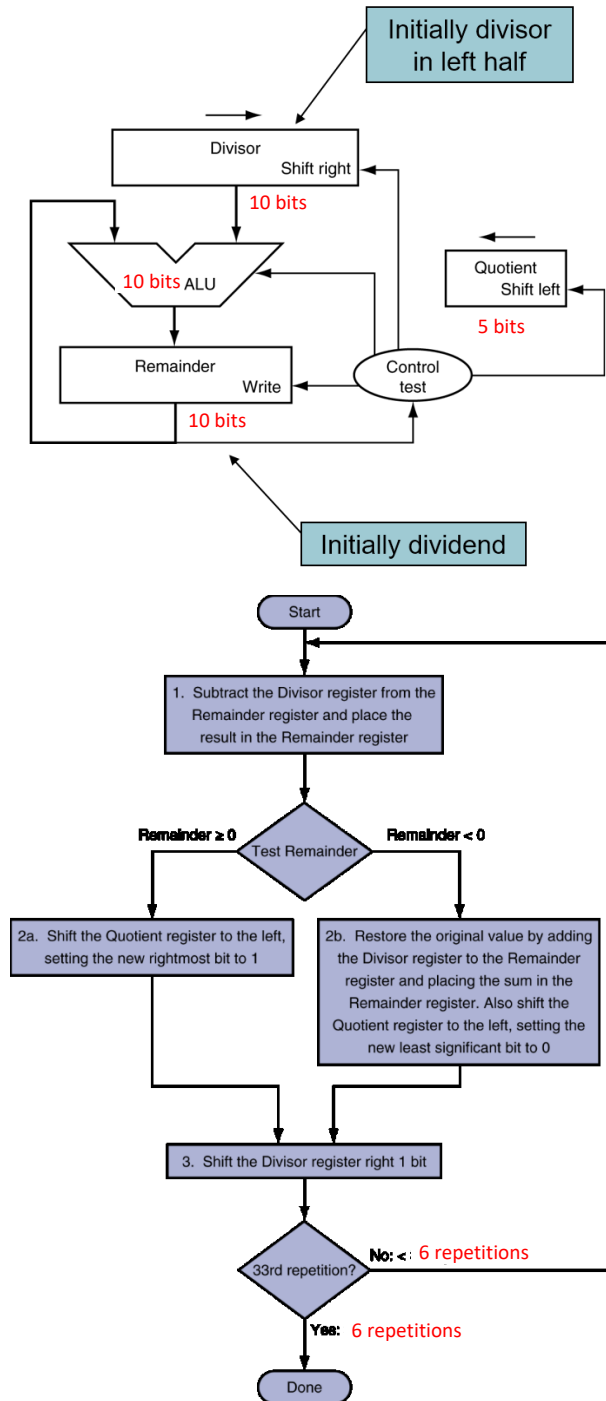 Initially divisor
in left half
Divisor
Shift right
10 bits
10 bits ALU
Quotient
Shift left
5 bits
Remainder
Write
Control
test
10 bits
Initially dividend
Start
1. Subtract the Divisor register from the
Remainder register and place the
result in the Remainder register
Remainder ≥ 0
Remainder < 0
Test Remainder
2a. Shift the Quotient register to the left,
setting the new rightmost bit to 1
2b. Restore the original value by adding
the Divisor register to the Remainder
register and placing the sum in the
Remainder register. Also shift the
Quotient register to the left, setting the
new least significant bit to 0
3. Shift the Divisor register right 1 bit
33rd repetition?
No: < 6 repetitions
Yes: 6 repetitions
Done